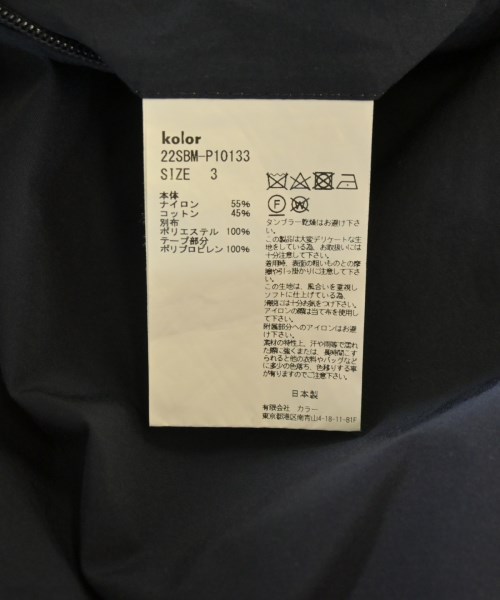 kolor
22SBM-P10133
SIZE 3
本体
ナイロン 55%
コットン 45%
別布
ポリエステル 100%
テープ部分
ポリプロピレン 100%
F
W
タンブラー乾燥はお避け下さ
い。
この製品は大変デリケートな生
地をしている為、お取扱いには
十分注意して下さい。
着用時、表面の粗いものとの摩
擦や引っ掛かりに注意して下さ
い。
この生地は、風合いを重視し
ソフトに仕上げている為、
滑脱には十分お気をつけ下さい。
アイロンの際は当て布を使用し
て下さい。
附属部分へのアイロンはお避
け下さい。
素材の特性上、汗や雨等で濡れ
た際に強くまたは、長時間こす
られると他の衣料やバッグなど
に多少の色落ち、色移りする事
が有りますのでご注意下さい。
日本製
有限会社 カラー
東京都港区南青山4-18-11-B1F